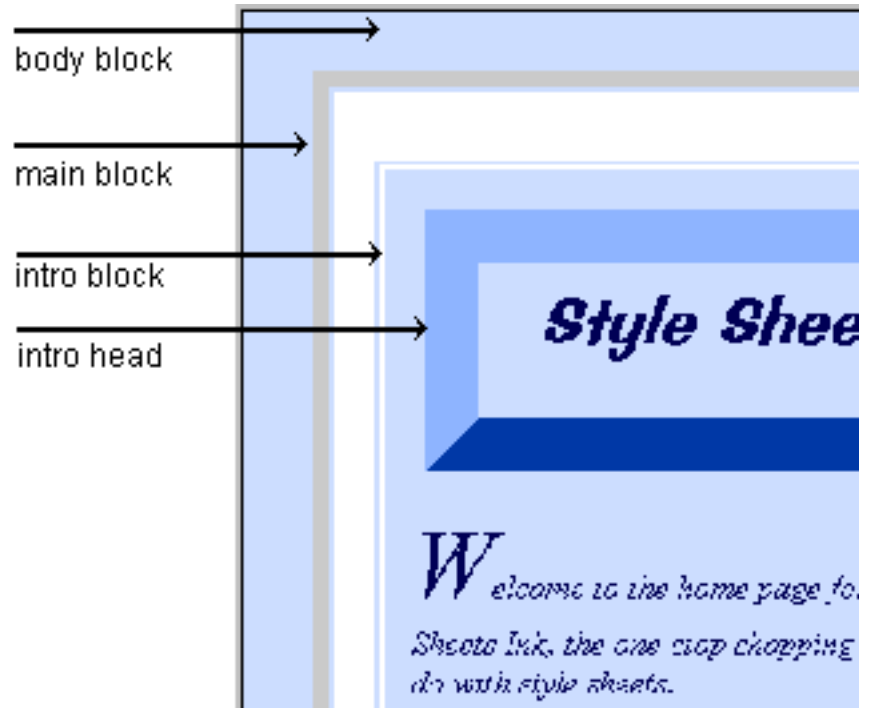 body block
main block
intro block
intro head
Style Shee
Welcome to the home page fo
Sheets Ink, the one stop shopping
do with style sheets.